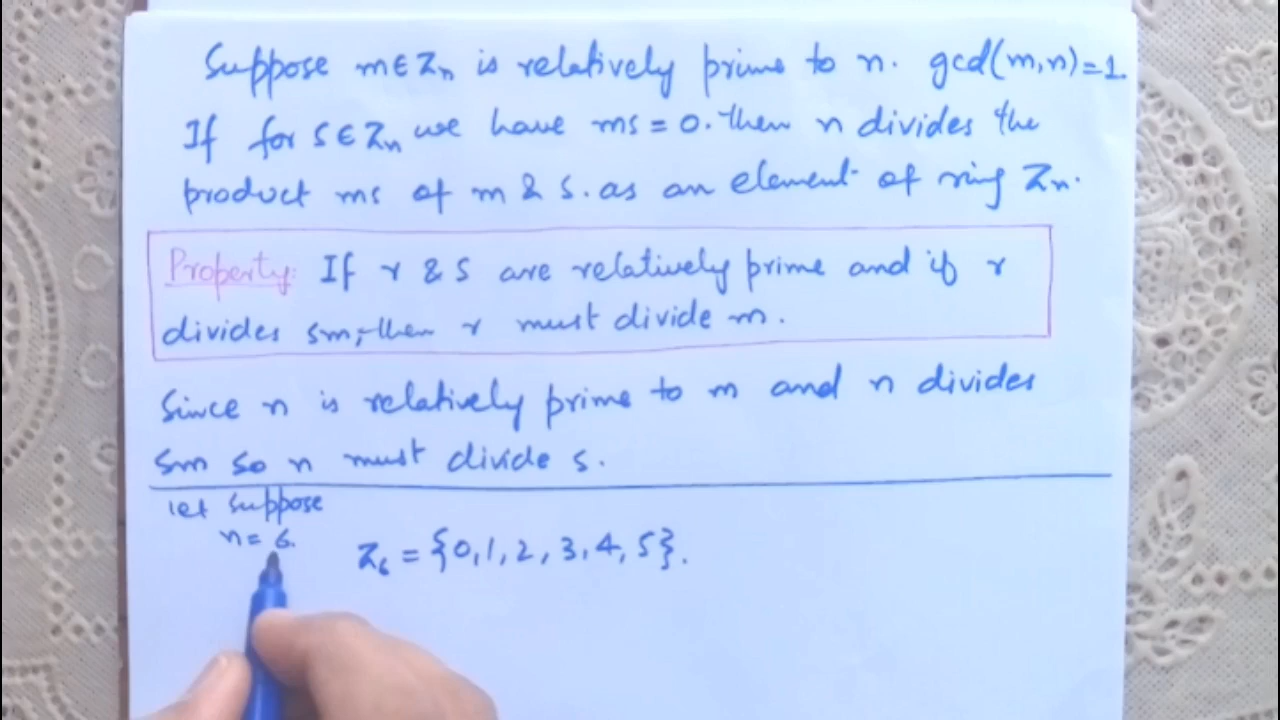 Suppose m∈Zn is relatively prime to n. gcd(m,n)=1.
If for s∈Zn we have ms=0. Then n divides the
product ms of m & s. as an element of ring Zn.
Property: If r & s are relatively prime and if r
divides sm, then r must divide m.
Since n is relatively prime to m and n divides
sm so n must divide s.
let suppose
n=6.
Z6 = {0,1,2,3,4,5}.